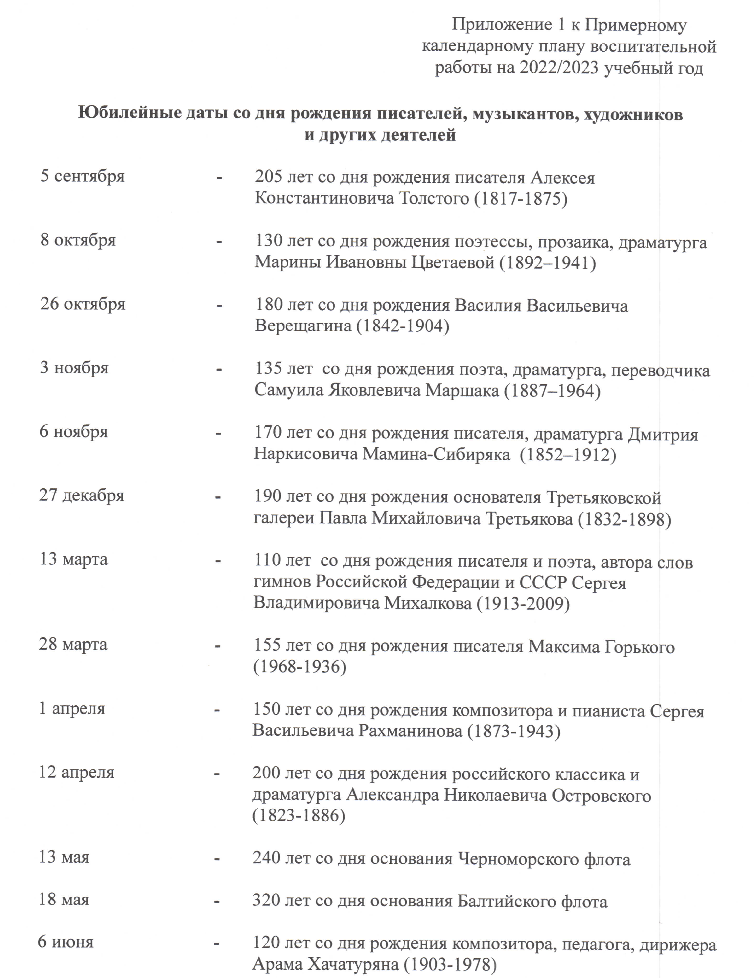 Приложение 1 к Примерному
календарному плану воспитательной
работы на 2022/2023 учебный год
Юбилейные даты со дня рождения писателей, музыкантов, художников
и других деятелей
5 сентября - 205 лет со дня рождения писателя Алексея
Константиновича Толстого (1817-1875)
8 октября - 130 лет со дня рождения поэтессы, прозаика, драматурга
Марины Ивановны Цветаевой (1892–1941)
26 октября - 180 лет со дня рождения Василия Васильевича
Верещагина (1842-1904)
3 ноября - 135 лет со дня рождения поэта, драматурга, переводчика
Самуила Яковлевича Маршака (1887–1964)
6 ноября - 170 лет со дня рождения писателя, драматурга Дмитрия
Наркисовича Мамина-Сибиряка (1852–1912)
27 декабря - 190 лет со дня рождения основателя Третьяковской
галереи Павла Михайловича Третьякова (1832-1898)
13 марта - 110 лет со дня рождения писателя и поэта, автора слов
гимнов Российской Федерации и СССР Сергея
Владимировича Михалкова (1913-2009)
28 марта - 155 лет со дня рождения писателя Максима Горького
(1968-1936)
1 апреля - 150 лет со дня рождения композитора и пианиста Сергея
Васильевича Рахманинова (1873-1943)
12 апреля - 200 лет со дня рождения российского классика и
драматурга Александра Николаевича Островского
(1823-1886)
13 мая - 240 лет со дня основания Черноморского флота
18 мая - 320 лет со дня основания Балтийского флота
6 июня - 120 лет со дня рождения композитора, педагога, дирижера
Арама Хачатуряна (1903-1978)